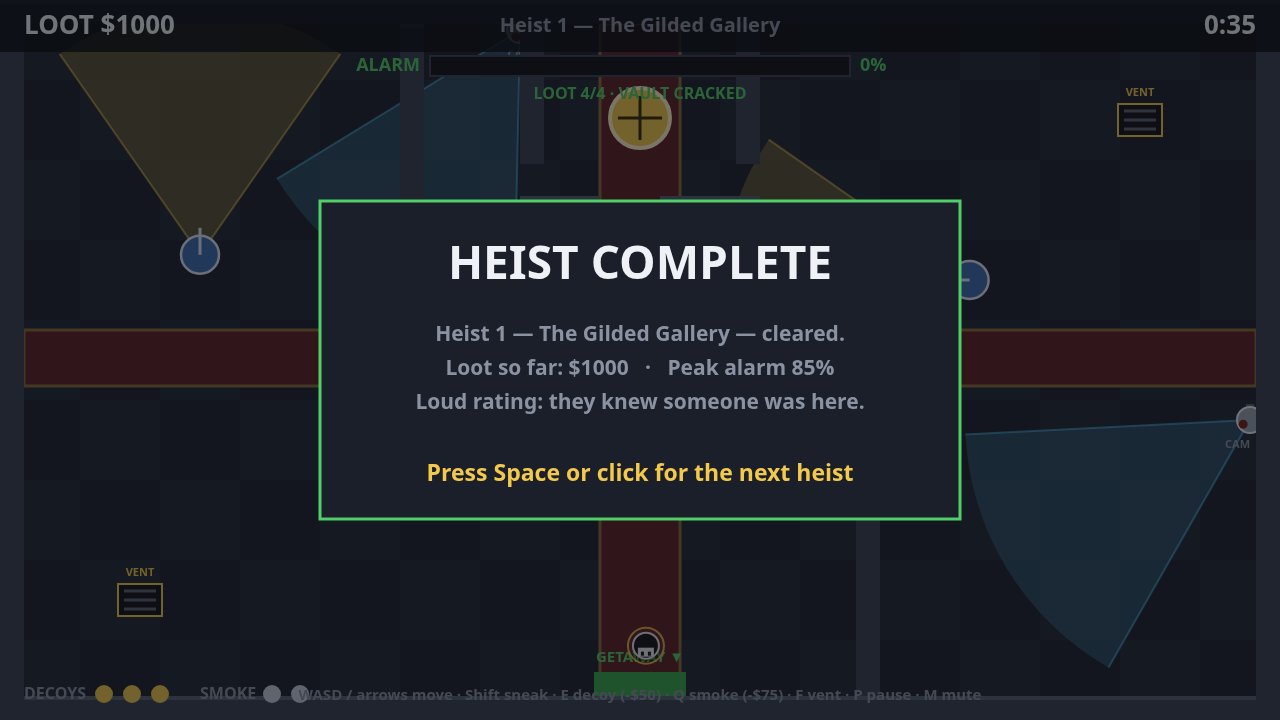 LOOT $1000
Heist 1 — The Gilded Gallery
0:35
ALARM
0%
LOOT 4/4 · VAULT CRACKED
VENT
HEIST COMPLETE
Heist 1 — The Gilded Gallery — cleared.
Loot so far: $1000 · Peak alarm 85%
Loud rating: they knew someone was here.
Press Space or click for the next heist
CAM
VENT
GETAWAY ▼
DECOYS
SMOKE
WASD / arrows move · Shift sneak · E decoy (-$50) · Q smoke (-$75) · F vent · P pause · M mute